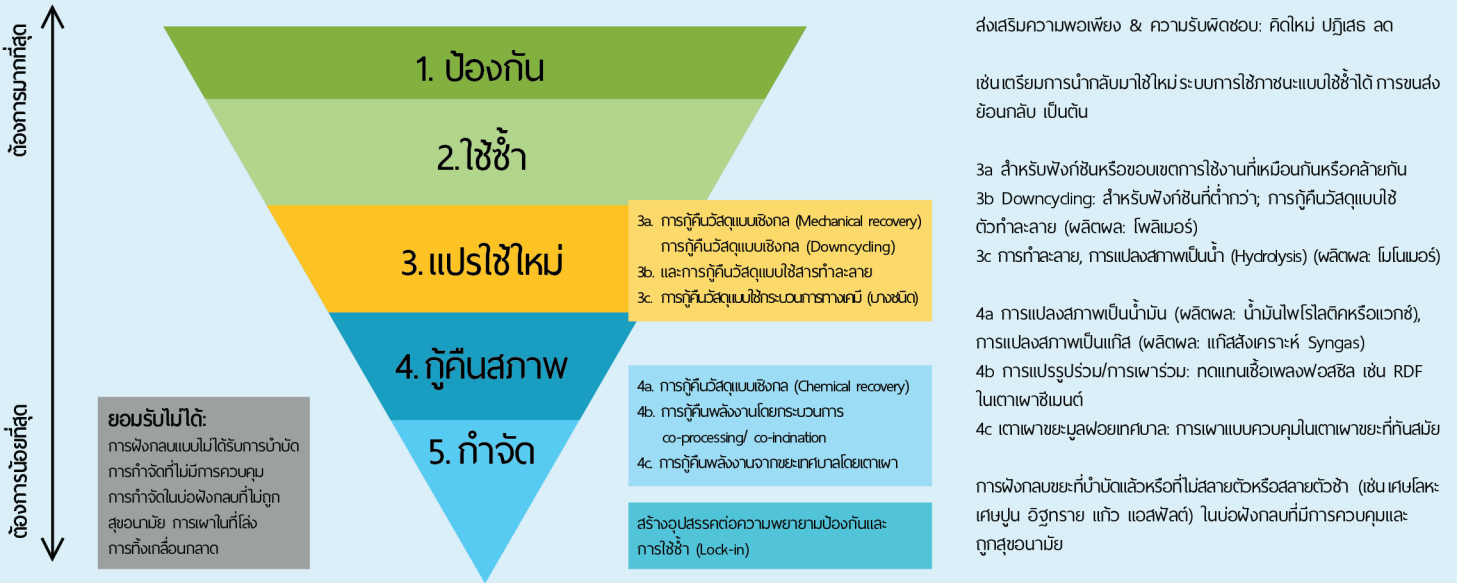 ต้องการมากที่สุด
ต้องการน้อยที่สุด
1. ป้องกัน
2. ใช้ซ้ำ
3. แปรใช้ใหม่
4. กู้คืนสภาพ
5. กำจัด
ยอมรับไม่ได้:
การฝังกลบแบบไม่ได้รับการบำบัด
การกำจัดที่ไม่มีการควบคุม
การกำจัดในบ่อฝังกลบที่ไม่ถูก
สุขอนามัย การเผาในที่โล่ง
การทิ้งเกลื่อนกลาด
3a. การกู้คืนวัสดุแบบเชิงกล (Mechanical recovery)
การกู้คืนวัสดุแบบเชิงกล (Downcycling)
3b. และการกู้คืนวัสดุแบบใช้สารทำละลาย
3c. การกู้คืนวัสดุแบบใช้กระบวนการทางเคมี (บางชนิด)
4a. การกู้คืนวัสดุแบบเชิงกล (Chemical recovery)
4b. การกู้คืนพลังงานโดยกระบวนการ
co-processing/ co-incination
4c. การกู้คืนพลังงานจากขยะเทศบาลโดยเตาเผา
สร้างอุปสรรคต่อความพยายามป้องกันและ
การใช้ซ้ำ (Lock-in)
ส่งเสริมความพอเพียง & ความรับผิดชอบ: คิดใหม่ ปฏิเสธ ลด
เช่นเตรียมการนำกลับมาใช้ใหม่ ระบบการใช้ภาชนะแบบใช้ซ้ำได้ การขนส่ง
ย้อนกลับ เป็นต้น
3a สำหรับฟังก์ชันหรือขอบเขตการใช้งานที่เหมือนกันหรือคล้ายกัน
3b Downcycling: สำหรับฟังก์ชันที่ต่ำกว่า; การกู้คืนวัสดุแบบใช้
ตัวทำละลาย (ผลิตผล: โพลิเมอร์)
3c การทำละลาย, การแปลงสภาพเป็นน้ำ (Hydrolysis) (ผลิตผล: โมโนเมอร์)
4a การแปลงสภาพเป็นน้ำมัน (ผลิตผล: น้ำมันไพโรไลติคหรือแวกซ์),
การแปลงสภาพเป็นแก๊ส (ผลิตผล: แก๊สสังเคราะห์ Syngas)
4b การแปรรูปร่วม/การเผาร่วม: ทดแทนเชื้อเพลงฟอสซิล เช่น RDF
ในเตาเผาซีเมนต์
4c เตาเผาขยะมูลฝอยเทศบาล: การเผาแบบควบคุมในเตาเผาขยะที่ทันสมัย
การฝังกลบขยะที่บำบัดแล้วหรือที่ไม่สลายตัวหรือสลายตัวช้า (เช่น เศษโลหะ
เศษปูน อิฐทราย แก้ว แอสฟัลต์) ในบ่อฝังกลบที่มีการควบคุมและ
ถูกสุขอนามัย